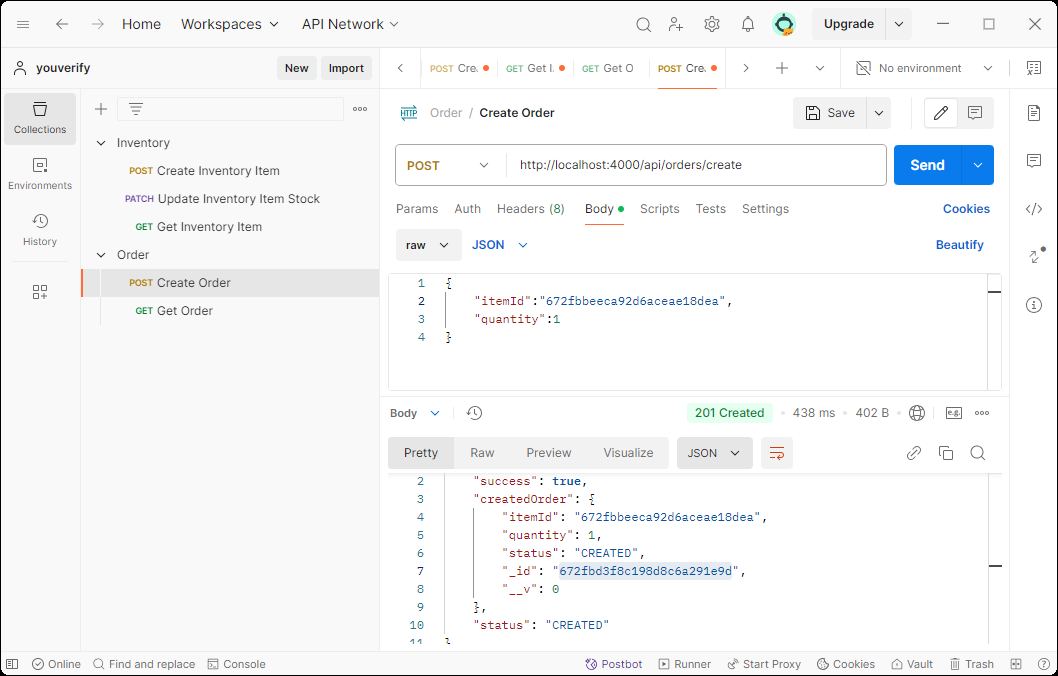 Home Workspaces API Network Upgrade
youverify New Import POST Cre. GET Get I. GET Get O POST Cre. No environment
Collections
Environments
History
Inventory
POST Create Inventory Item
PATCH Update Inventory Item Stock
GET Get Inventory Item
Order
POST Create Order
GET Get Order
HTTP Order / Create Order Save
POST http://localhost:4000/api/orders/create Send
Params Auth Headers (8) Body Scripts Tests Settings Cookies
raw JSON Beautify
1 {
2 "itemId":"672fbbeeca92d6aceae18dea",
3 "quantity":1
4 }
Body 201 Created 438 ms 402 B e.g.
Pretty Raw Preview Visualize JSON
2 "success": true,
3 "createdOrder": {
4 "itemId": "672fbbeeca92d6aceae18dea",
5 "quantity": 1,
6 "status": "CREATED",
7 "_id": "672fbd3f8c198d8c6a291e9d",
8 "__v": 0
9 },
10 "status": "CREATED"
11 }
Online Find and replace Console Postbot Runner Start Proxy Cookies Vault Trash